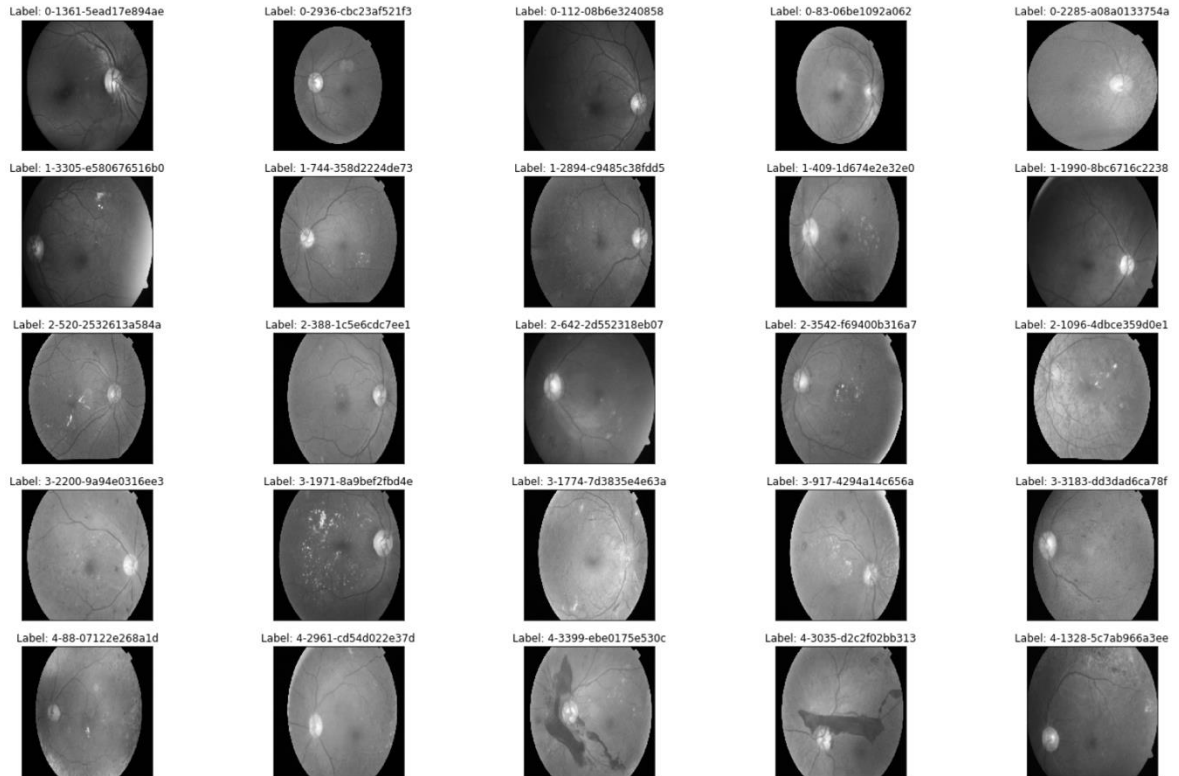 Label: 0-1361-5ead17e894ae Label: 0-2936-cbc23af521f3 Label: 0-112-08b6e3240858 Label: 0-83-06be1092a062 Label: 0-2285-a08a0133754a
Label: 1-3305-e580676516b0 Label: 1-744-358d2224de73 Label: 1-2894-c9485c38fdd5 Label: 1-409-1d674e2e32e0 Label: 1-1990-8bc6716c2238
Label: 2-520-2532613a584a Label: 2-388-1c5e6cdc7ee1 Label: 2-642-2d552318eb07 Label: 2-3542-f69400b316a7 Label: 2-1096-4dbce359d0e1
Label: 3-2200-9a94e0316ee3 Label: 3-1971-8a9bef2fbd4e Label: 3-1774-7d3835e4e63a Label: 3-917-4294a14c656a Label: 3-3183-dd3dad6ca78f
Label: 4-88-07122e268a1d Label: 4-2961-cd54d022e37d Label: 4-3399-ebe0175e530c Label: 4-3035-d2c2f02bb313 Label: 4-1328-5c7ab966a3ee